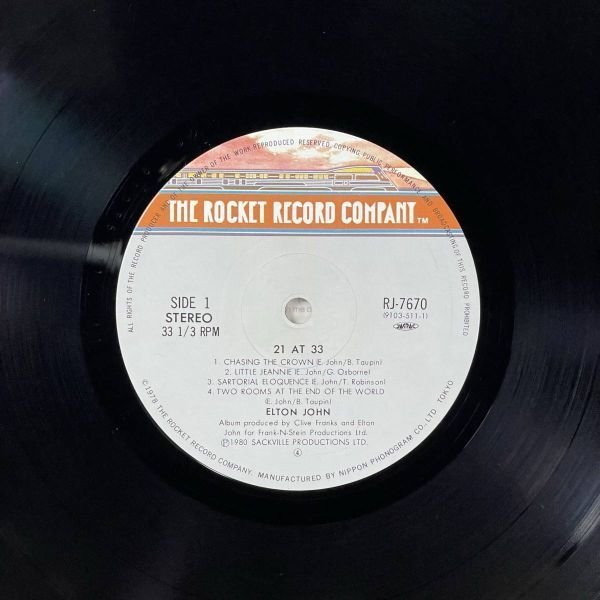 ALL RIGHTS OF THE RECORD PRODUCER AND OF THE OWNER OF THE WORK REPRODUCED RESERVED. COPYING, PUBLIC PERFORMANCE AND BROADCASTING OF THIS RECORD PROHIBITED
THE ROCKET RECORD COMPANY TM
SIDE 1
STEREO
33 1/3 RPM
RJ-7670
(9103-511-1)
21 AT 33
1. CHASING THE CROWN (E. John/B. Taupin)
2. LITTLE JEANNIE (E. John/G. Osborne)
3. SARTORIAL ELOQUENCE (E. John/T. Robinson)
4. TWO ROOMS AT THE END OF THE WORLD
(E. John/B. Taupin)
ELTON JOHN
Album produced by Clive Franks and Elton
John for Frank-N-Stein Productions Ltd.
Ⓟ1980 SACKVILLE PRODUCTIONS LTD.
④
©1978 THE ROCKET RECORD COMPANY. MANUFACTURED BY NIPPON PHONOGRAM CO., LTD. TOKYO